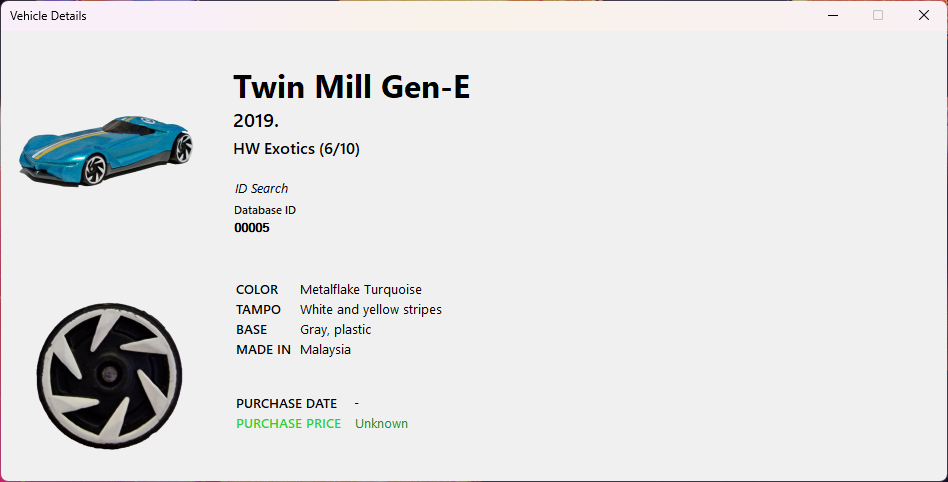 Vehicle Details
Twin Mill Gen-E
2019.
HW Exotics (6/10)
ID Search
Database ID
00005
COLOR Metalflake Turquoise
TAMPO White and yellow stripes
BASE Gray, plastic
MADE IN Malaysia
PURCHASE DATE -
PURCHASE PRICE Unknown